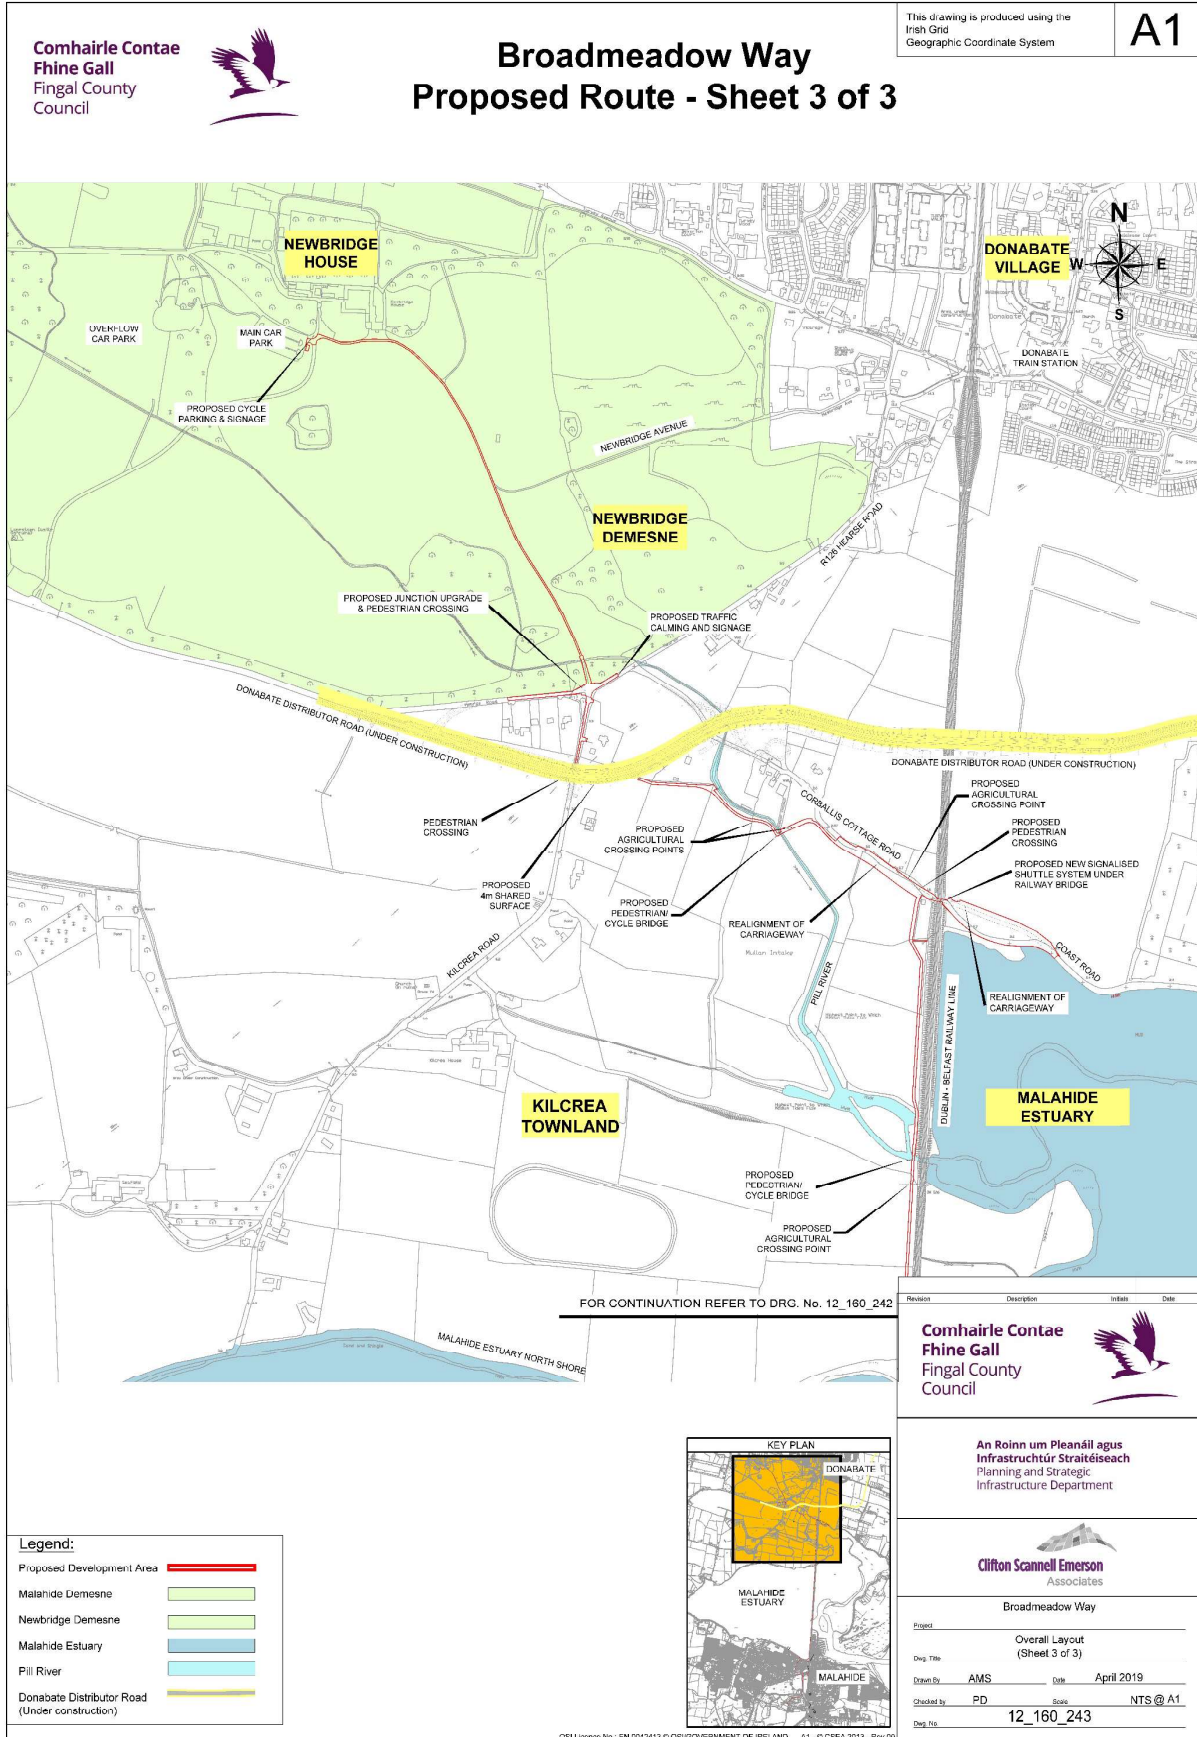 Comhairle Contae
Fhine Gall
Fingal County
Council
Broadmeadow Way
Proposed Route - Sheet 3 of 3
This drawing is produced using the
Irish Grid
Geographic Coordinate System
A1
NEWBRIDGE
HOUSE
DONABATE
VILLAGE
N
W
E
S
OVERFLOW
CAR PARK
MAIN CAR
PARK
DONABATE
TRAIN STATION
PROPOSED CYCLE
PARKING & SIGNAGE
NEWBRIDGE AVENUE
NEWBRIDGE
DEMESNE
R126 HEARSE ROAD
PROPOSED JUNCTION UPGRADE
& PEDESTRIAN CROSSING
PROPOSED TRAFFIC
CALMING AND SIGNAGE
DONABATE DISTRIBUTOR ROAD (UNDER CONSTRUCTION)
DONABATE DISTRIBUTOR ROAD (UNDER CONSTRUCTION)
PEDESTRIAN
CROSSING
PROPOSED
AGRICULTURAL
CROSSING POINTS
CORBALLIS COTTAGE ROAD
PROPOSED
AGRICULTURAL
CROSSING POINT
PROPOSED
PEDESTRIAN
CROSSING
PROPOSED NEW SIGNALISED
SHUTTLE SYSTEM UNDER
RAILWAY BRIDGE
PROPOSED
4m SHARED
SURFACE
PROPOSED
PEDESTRIAN/
CYCLE BRIDGE
REALIGNMENT OF
CARRIAGEWAY
KILCREA ROAD
Mullan Intake
PILL RIVER
COAST ROAD
REALIGNMENT OF
CARRIAGEWAY
DUBLIN - BELFAST RAILWAY LINE
Kilcrea House
KILCREA
TOWNLAND
MALAHIDE
ESTUARY
PROPOSED
PEDESTRIAN/
CYCLE BRIDGE
PROPOSED
AGRICULTURAL
CROSSING POINT
FOR CONTINUATION REFER TO DRG. No. 12_160_242
MALAHIDE ESTUARY NORTH SHORE
Revision
Description
Initials
Date
Comhairle Contae
Fhine Gall
Fingal County
Council
An Roinn um Pleanáil agus
Infrastruchtúr Straitéiseach
Planning and Strategic
Infrastructure Department
Clifton Scannell Emerson
Associates
Project
Broadmeadow Way
Dwg. Title
Overall Layout
(Sheet 3 of 3)
Drawn By AMS Date April 2019
Checked by PD Scale NTS @ A1
Dwg. No. 12_160_243
KEY PLAN
DONABATE
MALAHIDE
ESTUARY
MALAHIDE
Legend:
Proposed Development Area
Malahide Demesne
Newbridge Demesne
Malahide Estuary
Pill River
Donabate Distributor Road
(Under construction)